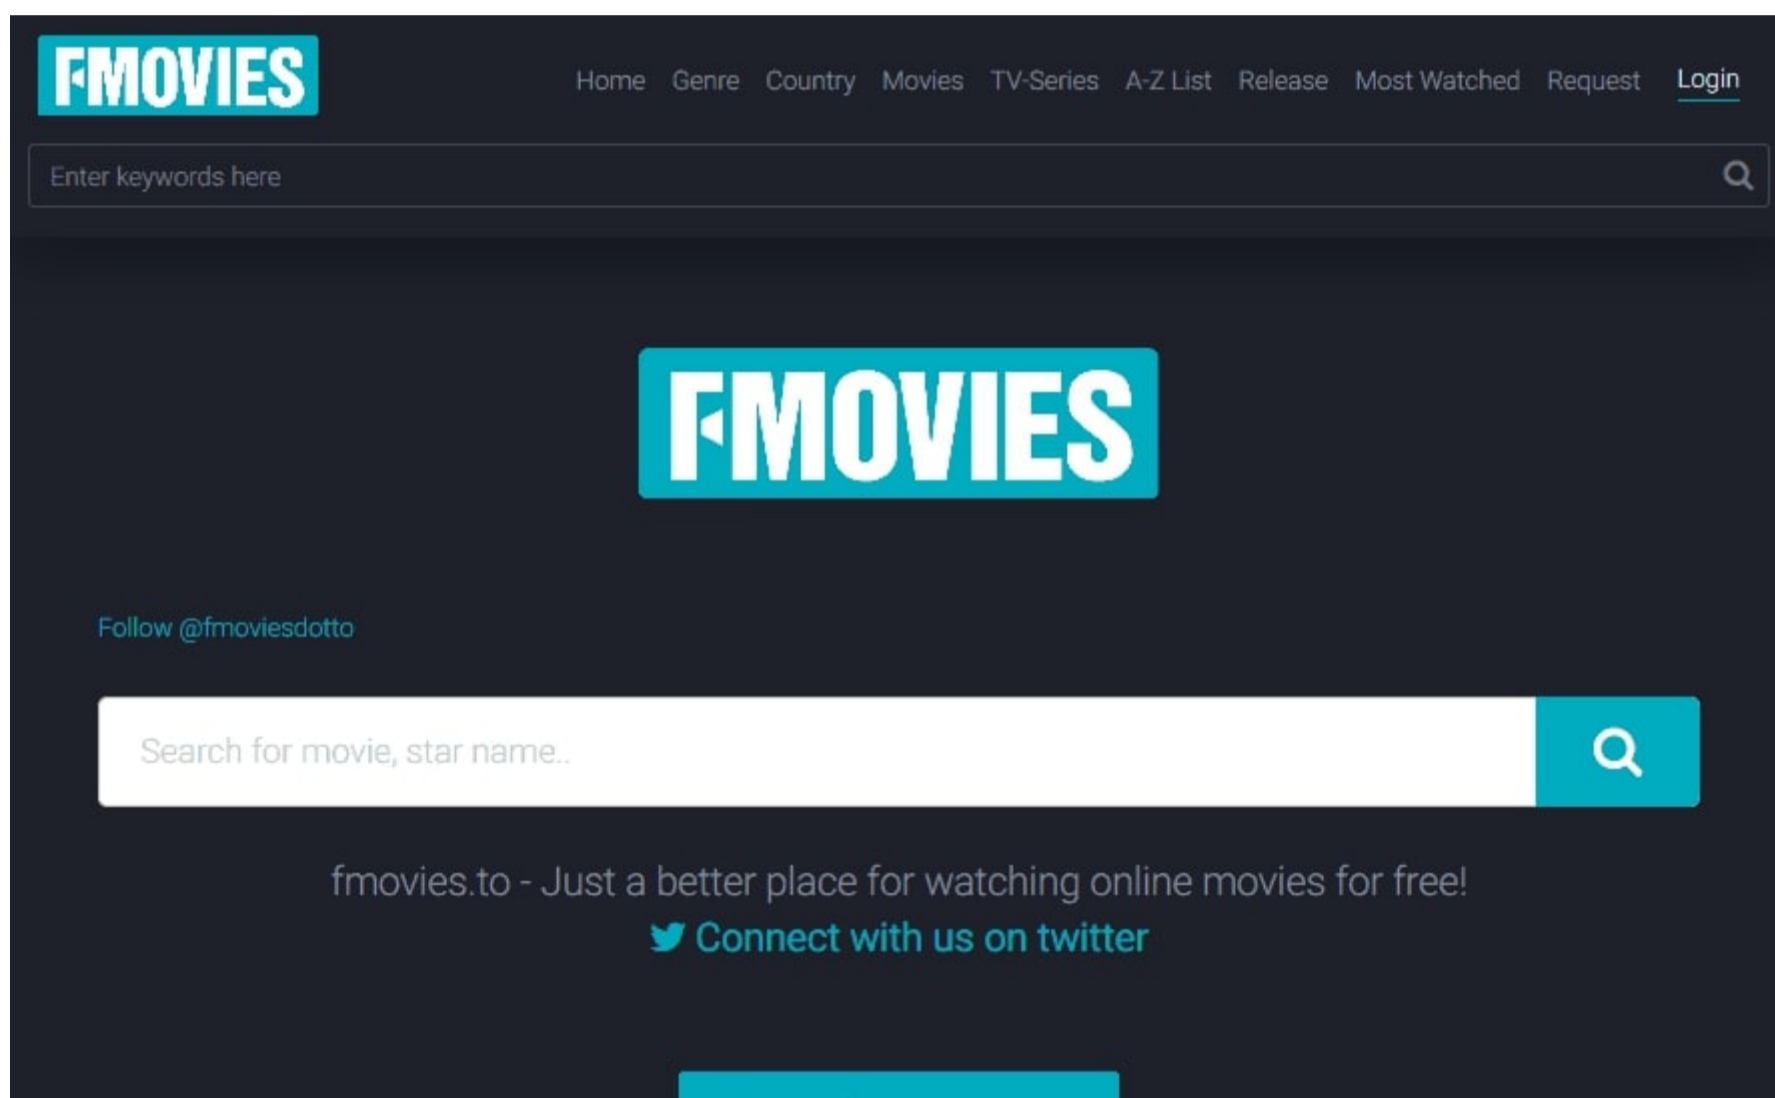 FMOVIES
Home Genre Country Movies TV-Series A-Z List Release Most Watched Request Login
Enter keywords here
FMOVIES
Follow @fmoviesdotto
Search for movie, star name..
fmovies.to - Just a better place for watching online movies for free!
Connect with us on twitter